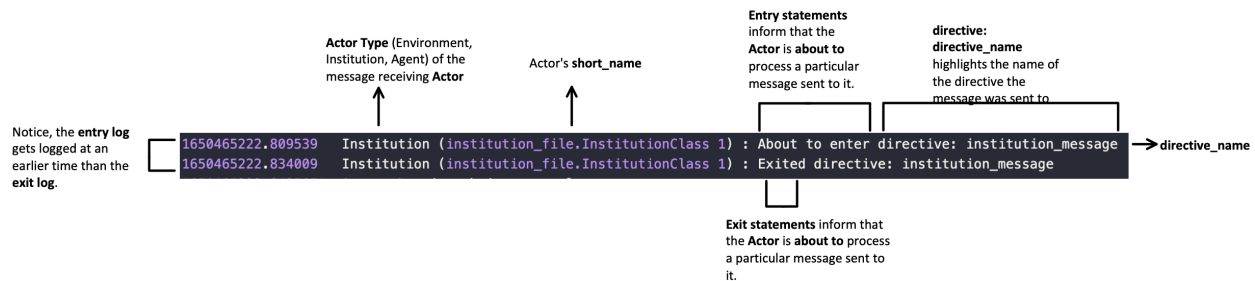 Entry statements
inform that the
Actor is about to
process a particular
message sent to it.
directive:
directive_name
highlights the name of
the directive the
message was sent to
Actor Type (Environment,
Institution, Agent) of the
message receiving Actor
Actor's short_name
Notice, the entry log
gets logged at an
earlier time than the
exit log.
1650465222.809539 Institution (institution_file.InstitutionClass 1) : About to enter directive: institution_message
1650465222.834009 Institution (institution_file.InstitutionClass 1) : Exited directive: institution_message
directive_name
Exit statements inform that
the Actor is about to process
a particular message sent to
it.